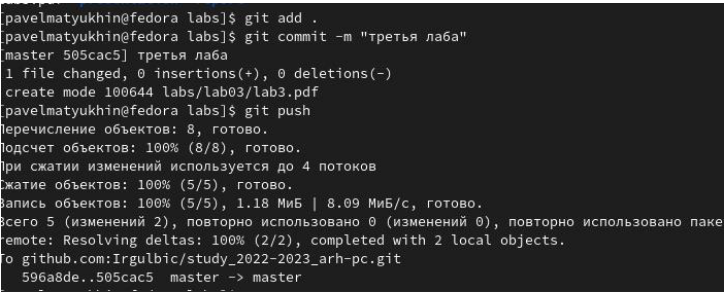 [pavelmatyukhin@fedora labs]$ git add .
[pavelmatyukhin@fedora labs]$ git commit -m "третья лаба"
[master 505cac5] третья лаба
1 file changed, 0 insertions(+), 0 deletions(-)
create mode 100644 labs/lab03/lab3.pdf
[pavelmatyukhin@fedora labs]$ git push
Перечисление объектов: 8, готово.
Подсчет объектов: 100% (8/8), готово.
При сжатии изменений используется до 4 потоков
Сжатие объектов: 100% (5/5), готово.
Запись объектов: 100% (5/5), 1.18 МиБ | 8.09 МиБ/с, готово.
Всего 5 (изменений 2), повторно использовано 0 (изменений 0), повторно использовано паке
remote: Resolving deltas: 100% (2/2), completed with 2 local objects.
To github.com:Irgulbic/study_2022-2023_arh-pc.git
596a8de..505cac5 master -> master